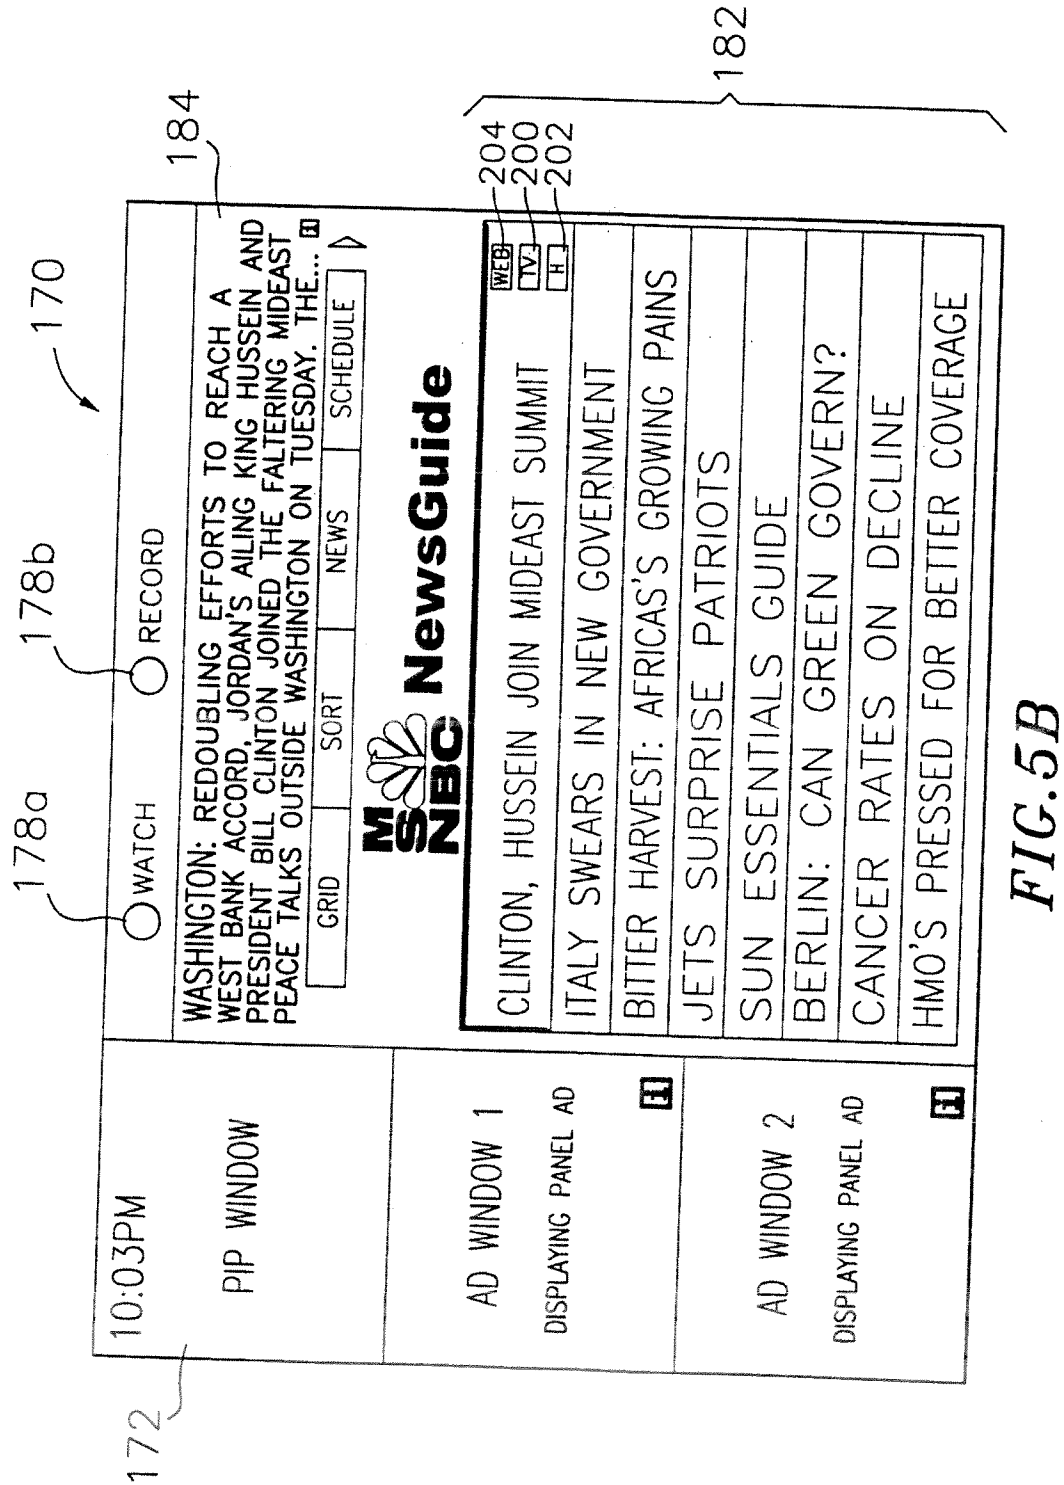 170
172
178a
178b
184
10:03PM
PIP WINDOW
AD WINDOW 1
DISPLAYING PANEL AD
i
AD WINDOW 2
DISPLAYING PANEL AD
i
WATCH
RECORD
WASHINGTON: REDOUBLING EFFORTS TO REACH A
WEST BANK ACCORD, JORDAN'S AILING KING HUSSEIN AND
PRESIDENT BILL CLINTON JOINED THE FALTERING MIDEAST
PEACE TALKS OUTSIDE WASHINGTON ON TUESDAY. THE... i
GRID SORT NEWS SCHEDULE
MSNBC NewsGuide
CLINTON, HUSSEIN JOIN MIDEAST SUMMIT
WEB 204
TV 200
H 202
ITALY SWEARS IN NEW GOVERNMENT
BITTER HARVEST: AFRICAS'S GROWING PAINS
JETS SURPRISE PATRIOTS
SUN ESSENTIALS GUIDE
BERLIN: CAN GREEN GOVERN?
CANCER RATES ON DECLINE
HMO'S PRESSED FOR BETTER COVERAGE
182
FIG.5B